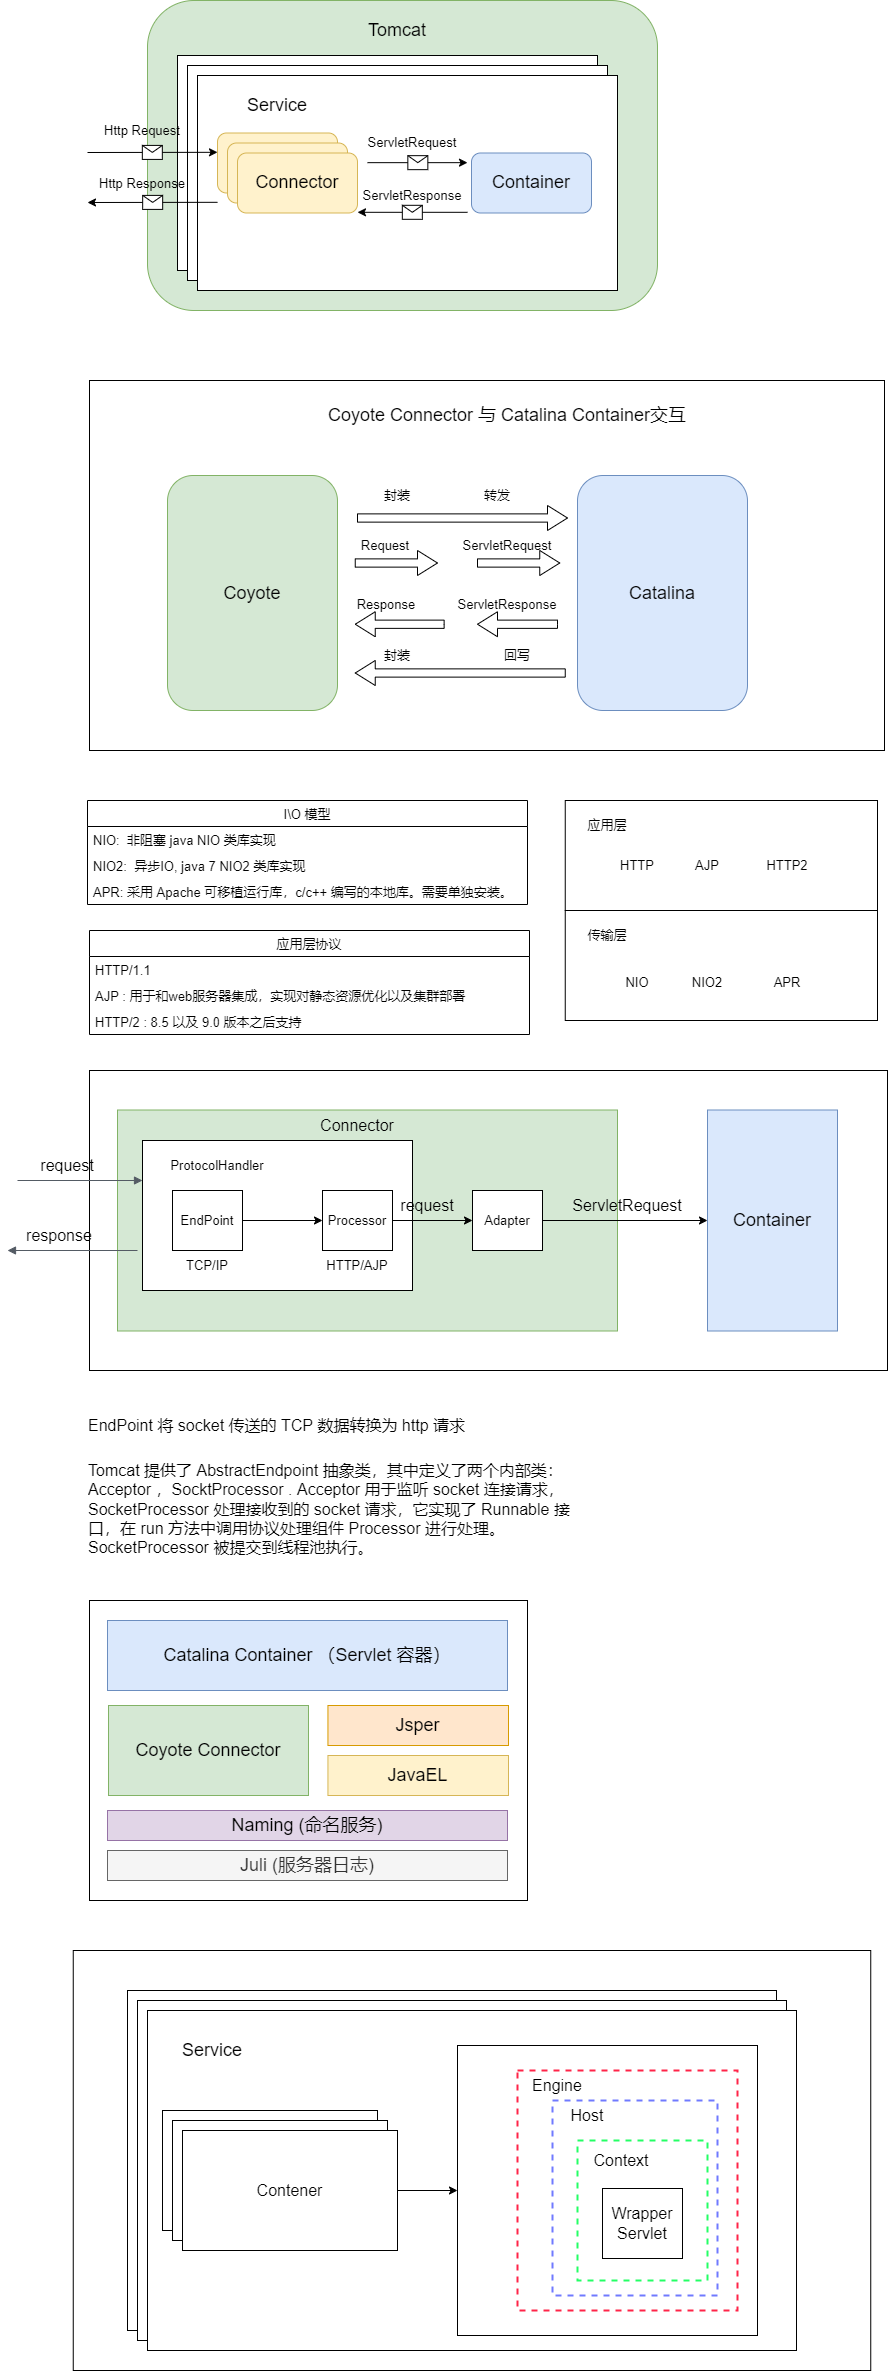 Tomcat
Service
Http Request
ServletRequest
Connector
Container
Http Response
ServletResponse
Coyote Connector 与 Catalina Container交互
封装
转发
Request
ServletRequest
Coyote
Catalina
Response
ServletResponse
封装
回写
I\O 模型
NIO: 非阻塞 java NIO 类库实现
NIO2: 异步IO, java 7 NIO2 类库实现
APR: 采用 Apache 可移植运行库，c/c++ 编写的本地库。需要单独安装。
应用层
HTTP
AJP
HTTP2
传输层
NIO
NIO2
APR
应用层协议
HTTP/1.1
AJP : 用于和web服务器集成，实现对静态资源优化以及集群部署
HTTP/2 : 8.5 以及 9.0 版本之后支持
Connector
request
ProtocolHandler
EndPoint
Processor
request
Adapter
ServletRequest
Container
response
TCP/IP
HTTP/AJP
EndPoint 将 socket 传送的 TCP 数据转换为 http 请求
Tomcat 提供了 AbstractEndpoint 抽象类，其中定义了两个内部类：
Acceptor ，SocktProcessor . Acceptor 用于监听 socket 连接请求，
SocketProcessor 处理接收到的 socket 请求，它实现了 Runnable 接
口，在 run 方法中调用协议处理组件 Processor 进行处理。
SocketProcessor 被提交到线程池执行。
Catalina Container （Servlet 容器）
Coyote Connector
Jsper
JavaEL
Naming (命名服务)
Juli (服务器日志)
Service
Engine
Host
Context
Contener
Wrapper
Servlet